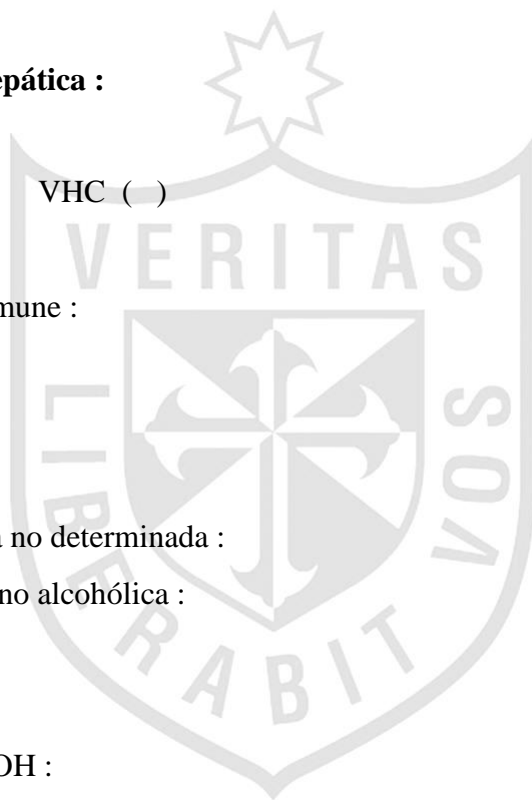 epática :
VHC ( )
mune :
a no determinada :
no alcohólica :
OH :
VERITAS
LIBERABIT
VOS